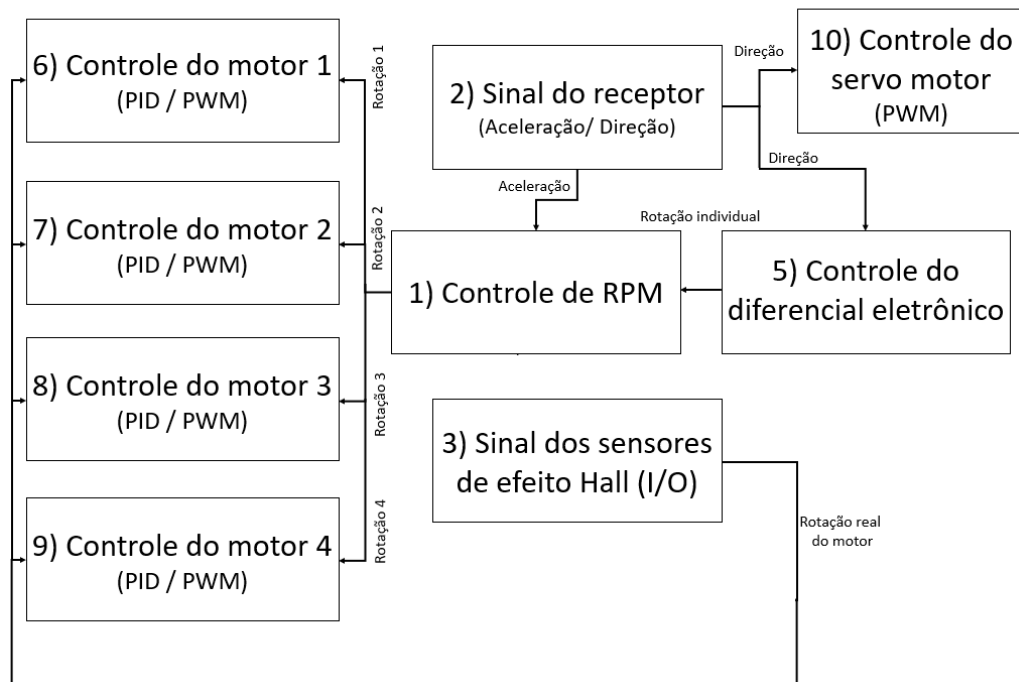 6) Controle do motor 1
(PID / PWM)
Rotação 1
2) Sinal do receptor
(Aceleração/ Direção)
Direção
10) Controle do
servo motor
(PWM)
Direção
Aceleração
7) Controle do motor 2
(PID / PWM)
Rotação 2
1) Controle de RPM
Rotação individual
5) Controle do
diferencial eletrônico
8) Controle do motor 3
(PID / PWM)
Rotação 3
3) Sinal dos sensores
de efeito Hall (I/O)
9) Controle do motor 4
(PID / PWM)
Rotação 4
Rotação real
do motor